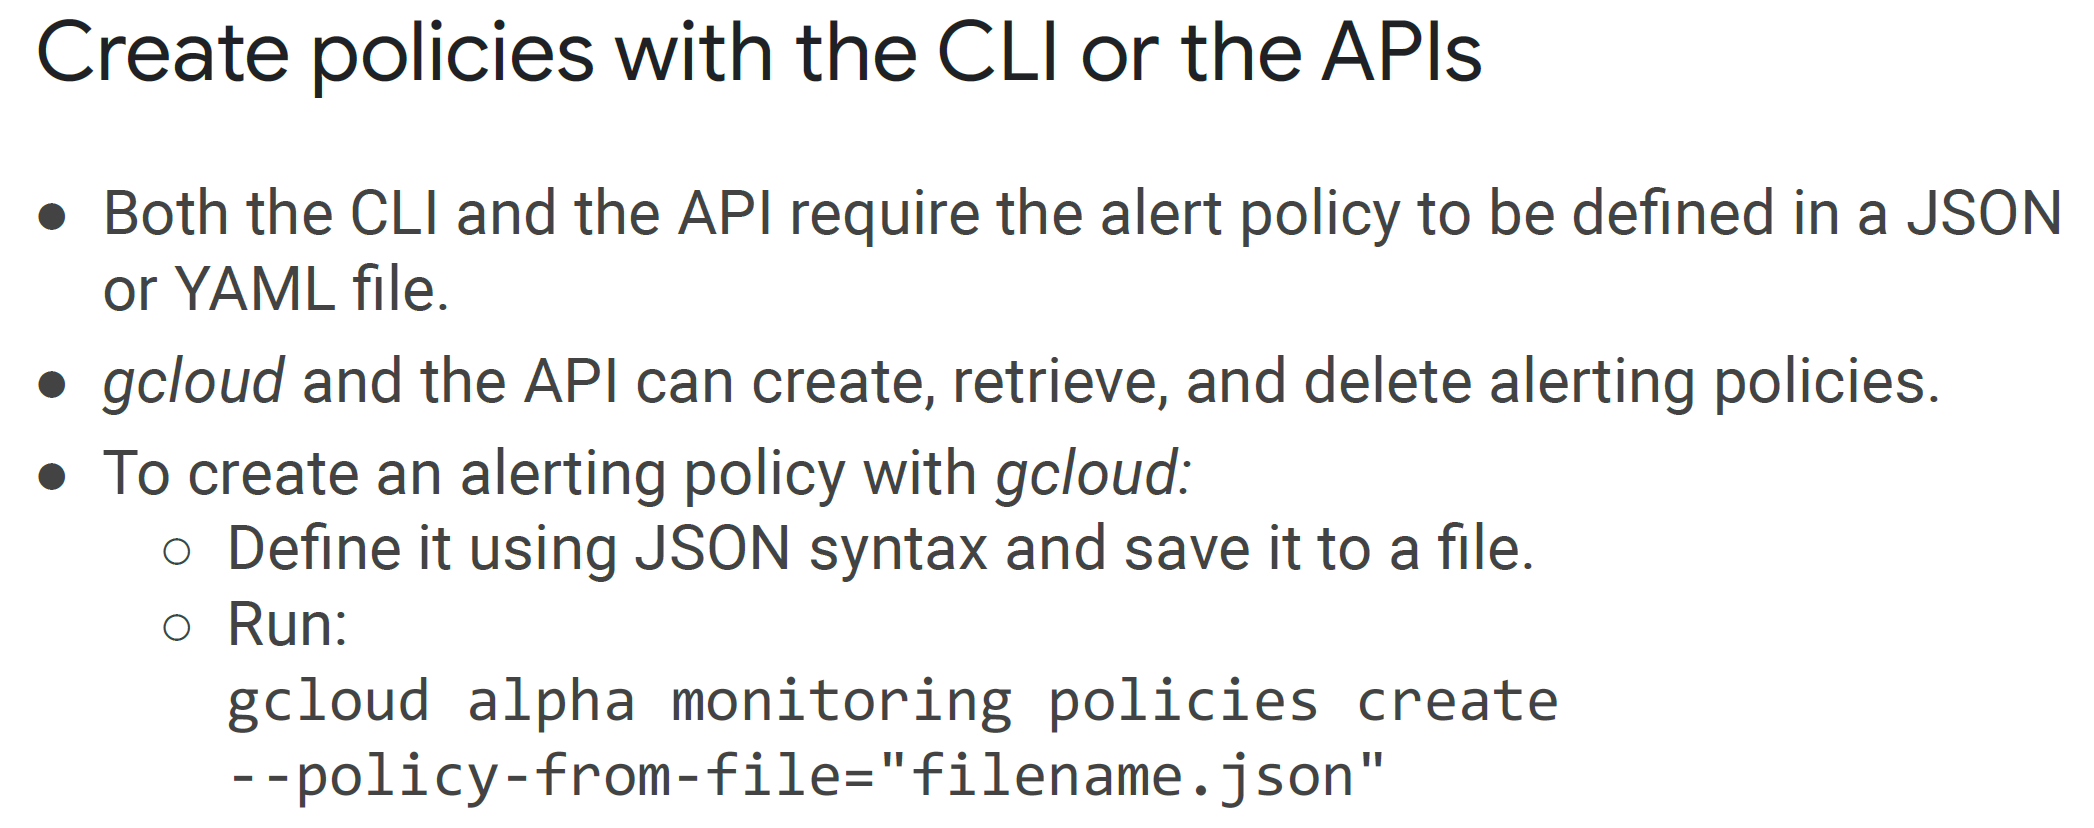 Create policies with the CLI or the APIs
● Both the CLI and the API require the alert policy to be defined in a JSON
or YAML file.
● gcloud and the API can create, retrieve, and delete alerting policies.
● To create an alerting policy with gcloud:
○ Define it using JSON syntax and save it to a file.
○ Run:
gcloud alpha monitoring policies create
--policy-from-file="filename.json"